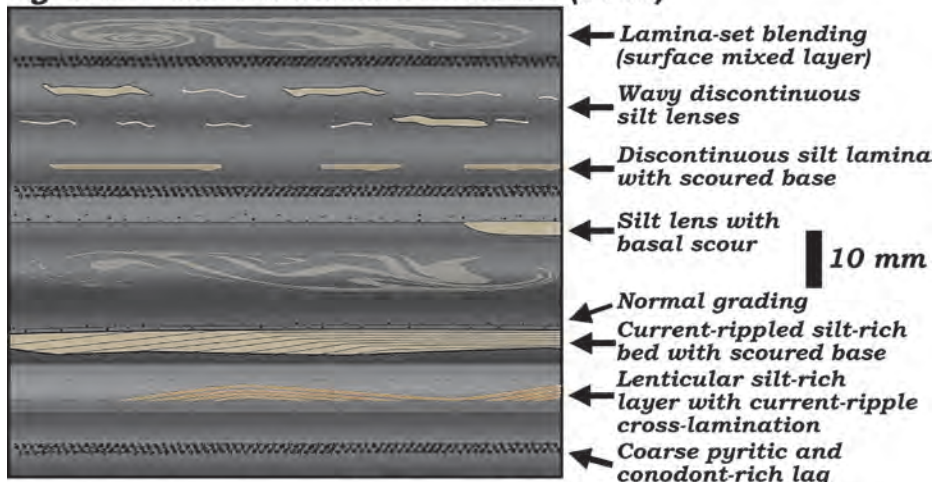 Lamina-set blending
(surface mixed layer)
Wavy discontinuous
silt lenses
Discontinuous silt lamina
with scoured base
Silt lens with
basal scour
10 mm
Normal grading
Current-rippled silt-rich
bed with scoured base
Lenticular silt-rich
layer with current-ripple
cross-lamination
Coarse pyritic and
conodont-rich lag